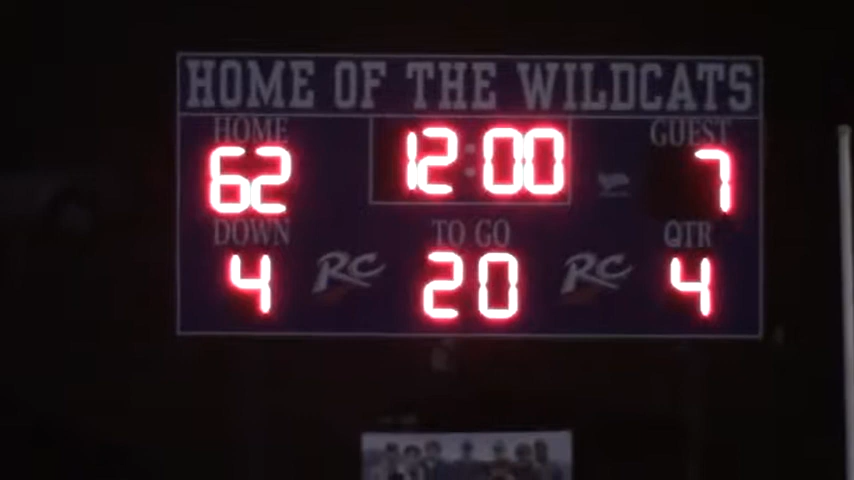 HOME OF THE WILDCATS
HOME 12:00 GUEST
62 7
DOWN TO GO QTR
4 RC 20 RC 4